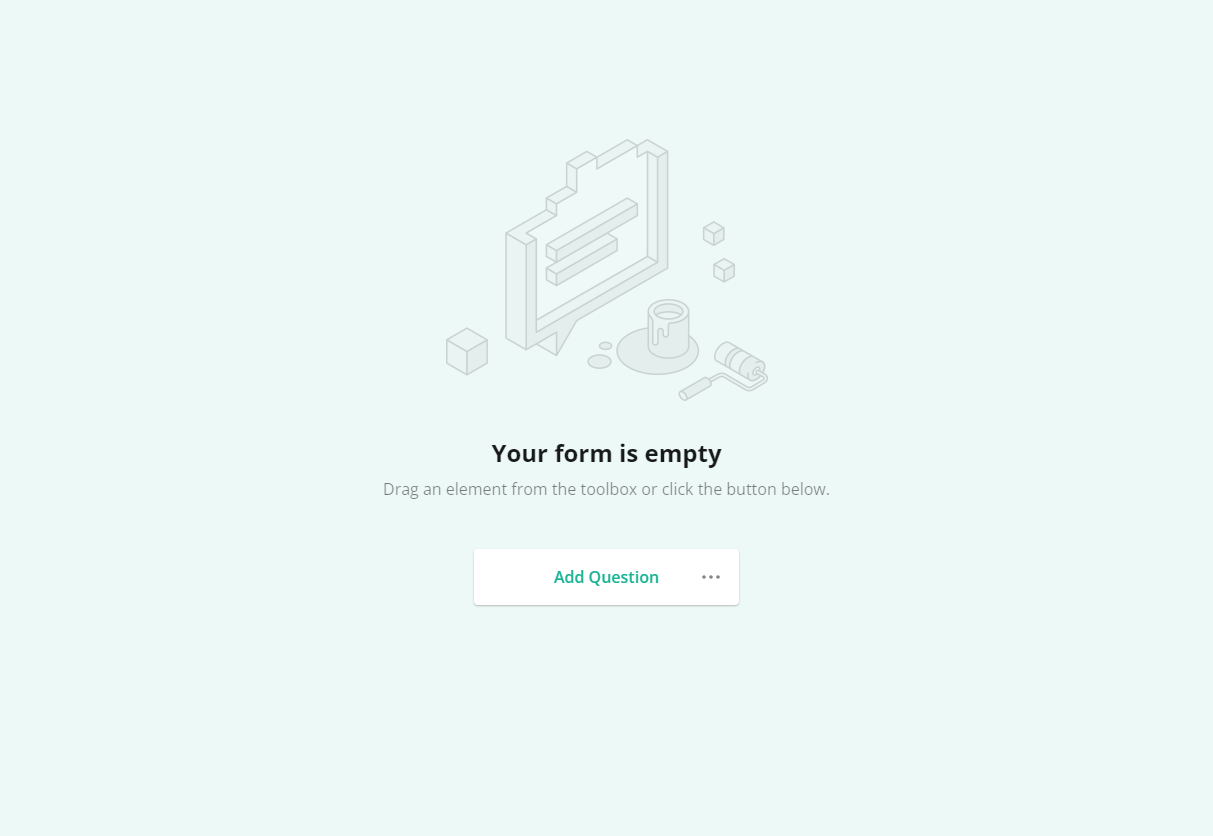 Your form is empty
Drag an element from the toolbox or click the button below.
Add Question